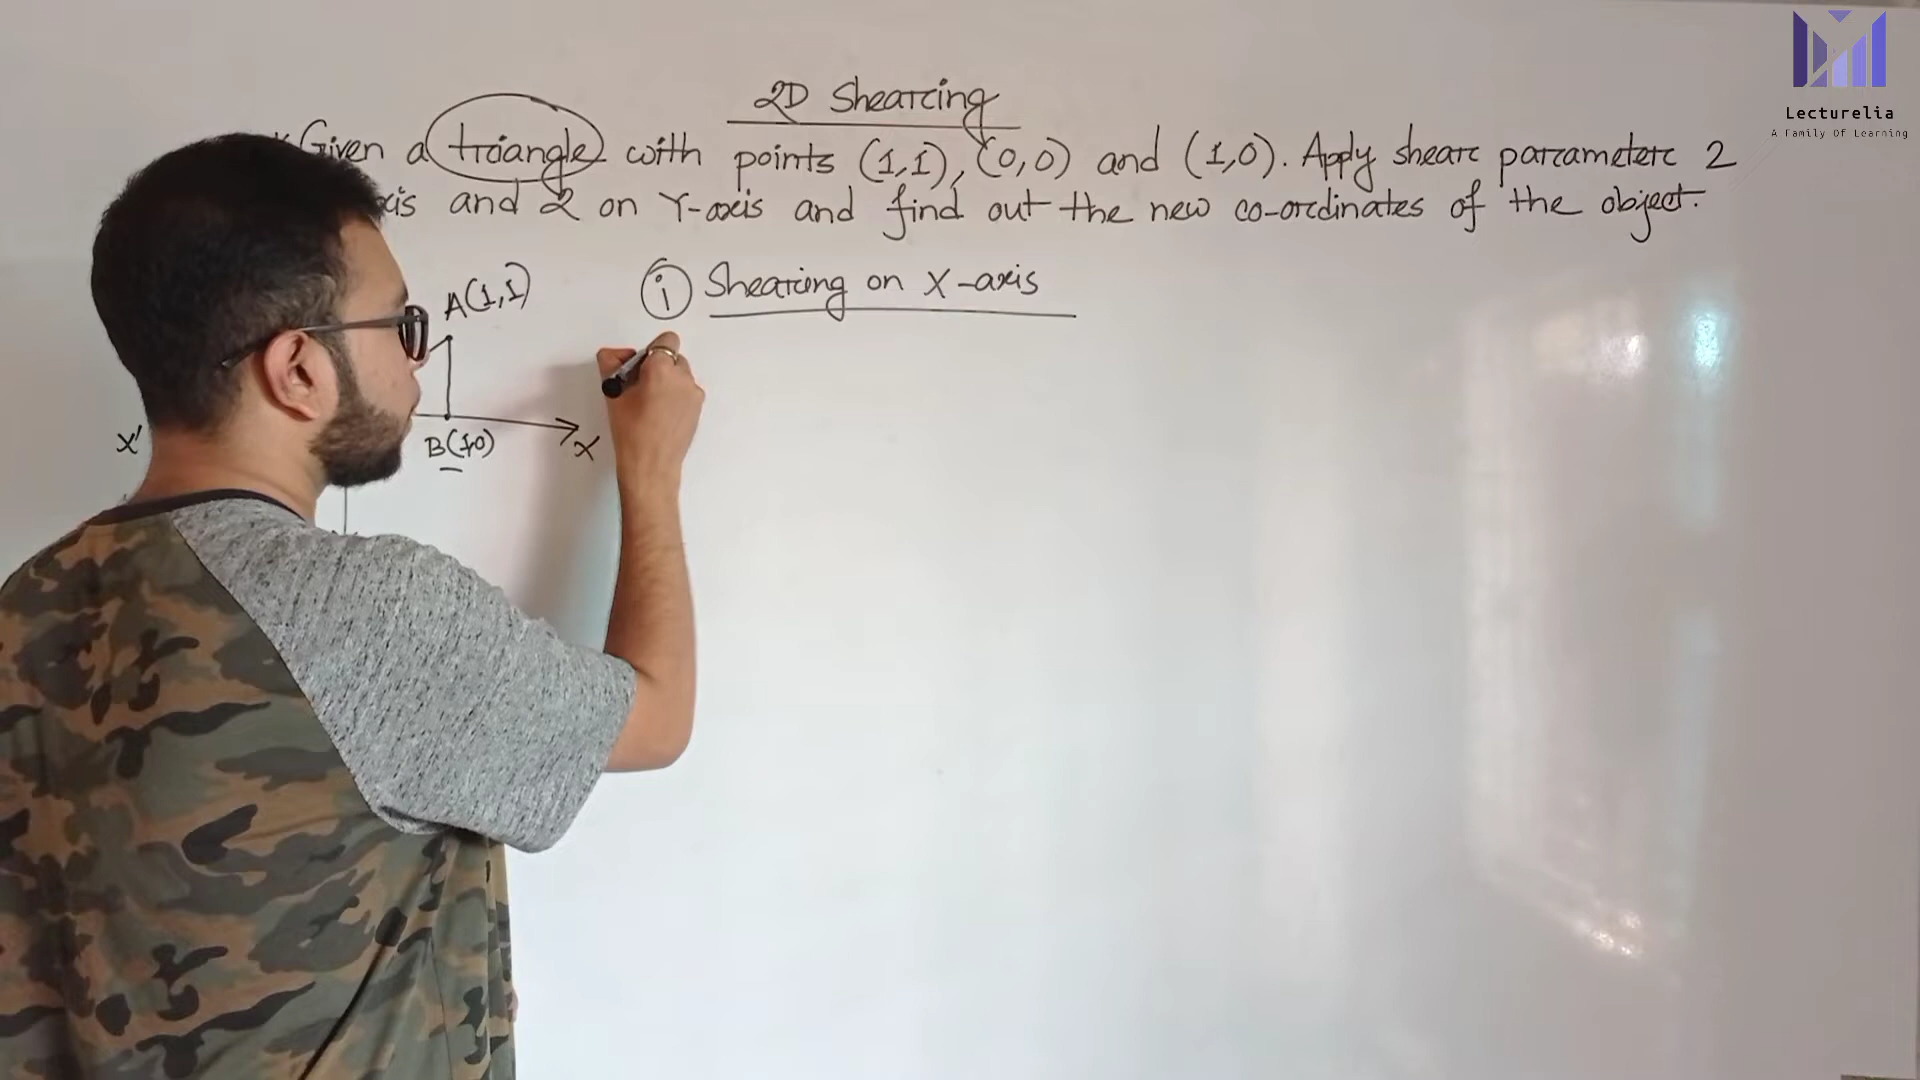 2D Shearing
Given a triangle with points (1,1), (0,0) and (1,0). Apply shear parameter 2
and 2 on Y-axis and find out the new co-ordinates of the object.
A(1,1)
i Shearing on X-axis
X'
B(1,0)
X
Lecturelia
A Family Of Learning